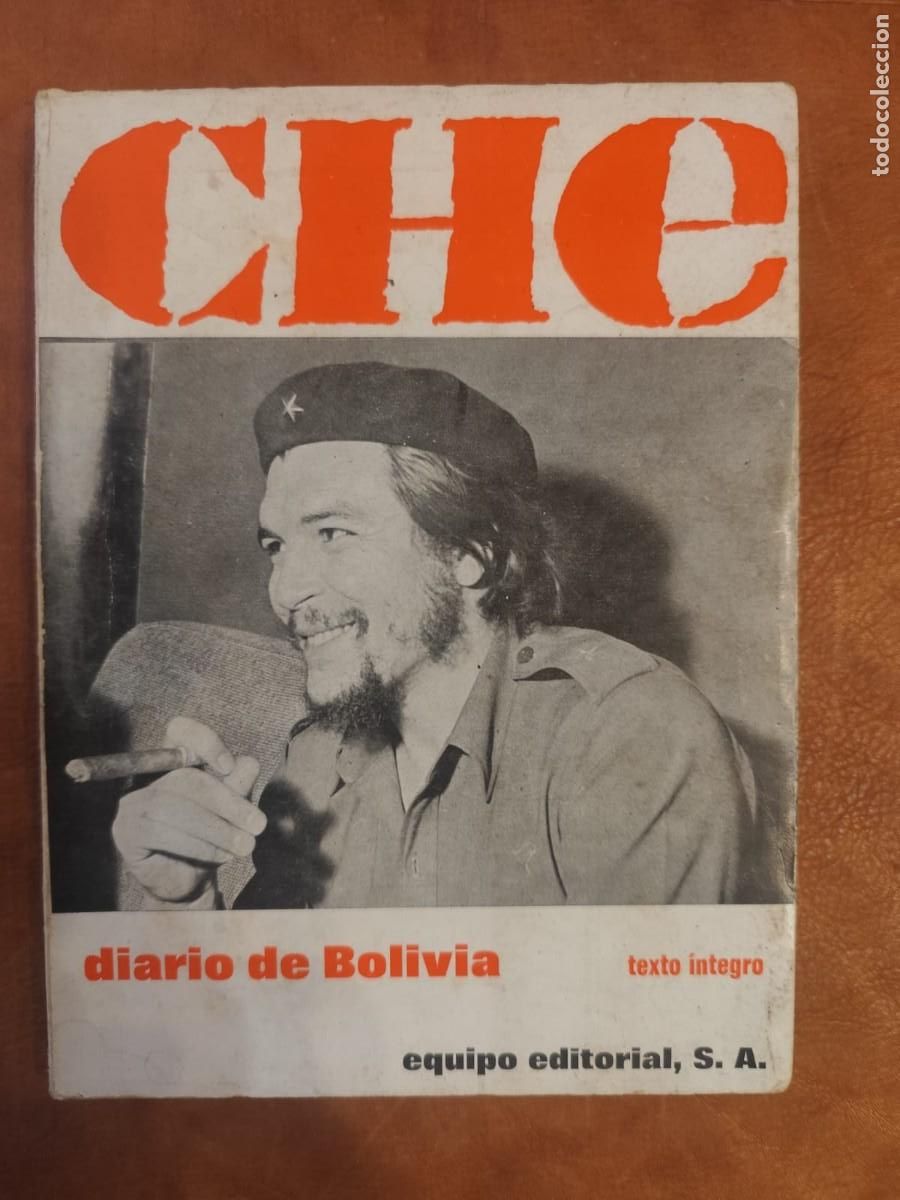 CHe
diario de Bolivia
texto íntegro
equipo editorial, S. A.
todocoleccion